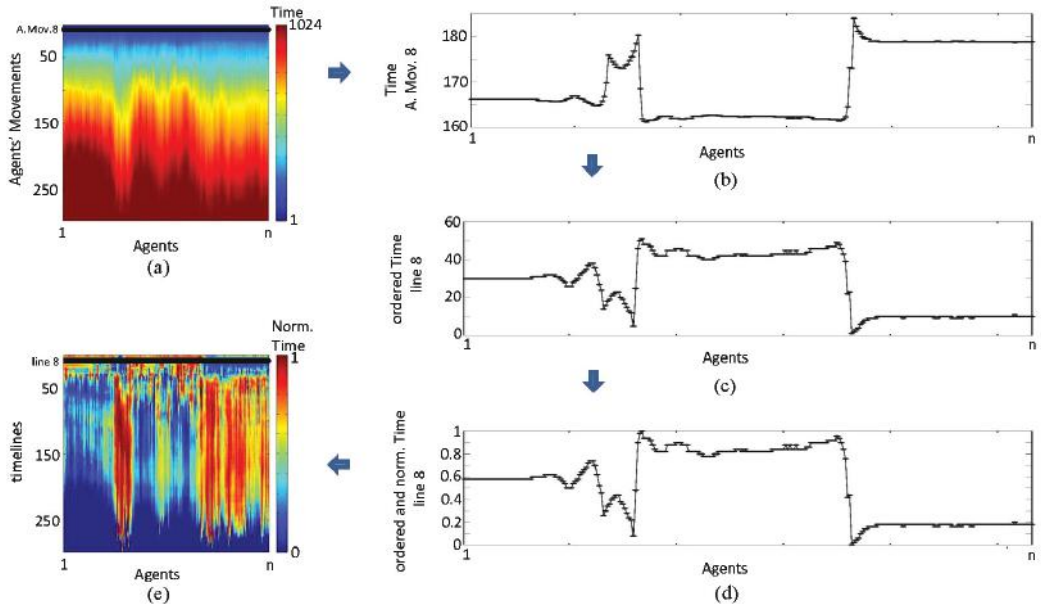 Time
1024
A. Mov. 8
50
150
250
Agents' Movements
1
1
n
Agents
(a)
180
170
160
Time
A. Mov. 8
1
n
Agents
(b)
60
40
20
0
ordered Time
line 8
1
n
Agents
(c)
Norm.
Time
1
line 8
50
150
250
timelines
0
1
n
Agents
(e)
1
0.8
0.6
0.4
0.2
0
ordered and norm. Time
line 8
1
n
Agents
(d)